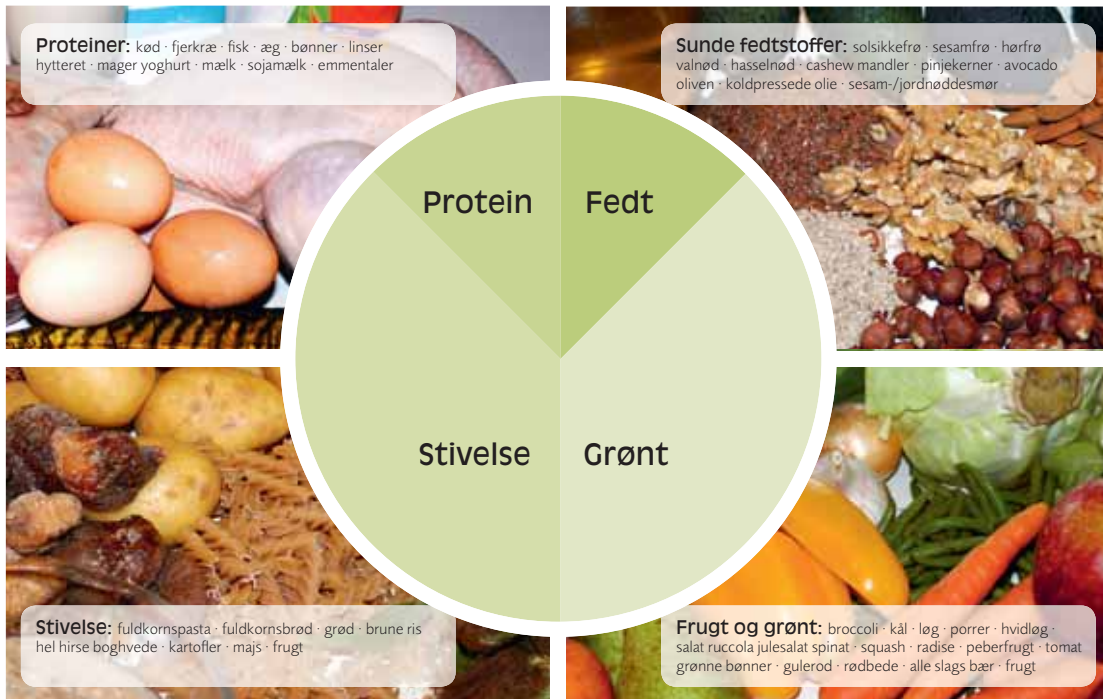 Proteiner: kød · fjerkræ · fisk · æg · bønner · linser
hytteret · mager yoghurt · mælk · sojamælk · emmentaler
Sunde fedtstoffer: solsikkefrø · sesamfrø · hørfrø
valnød · hasselnød · cashew mandler · pinjekerner · avocado
oliven · koldpressede olie · sesam-/jordnøddesmør
Protein
Fedt
Stivelse
Grønt
Stivelse: fuldkornspasta · fuldkornsbrød · grød · brune ris
hel hirse boghvede · kartofler · majs · frugt
Frugt og grønt: broccoli · kål · løg · porrer · hvidløg ·
salat ruccola julesalat spinat · squash · radise · peberfrugt · tomat
grønne bønner · gulerod · rødbede · alle slags bær · frugt